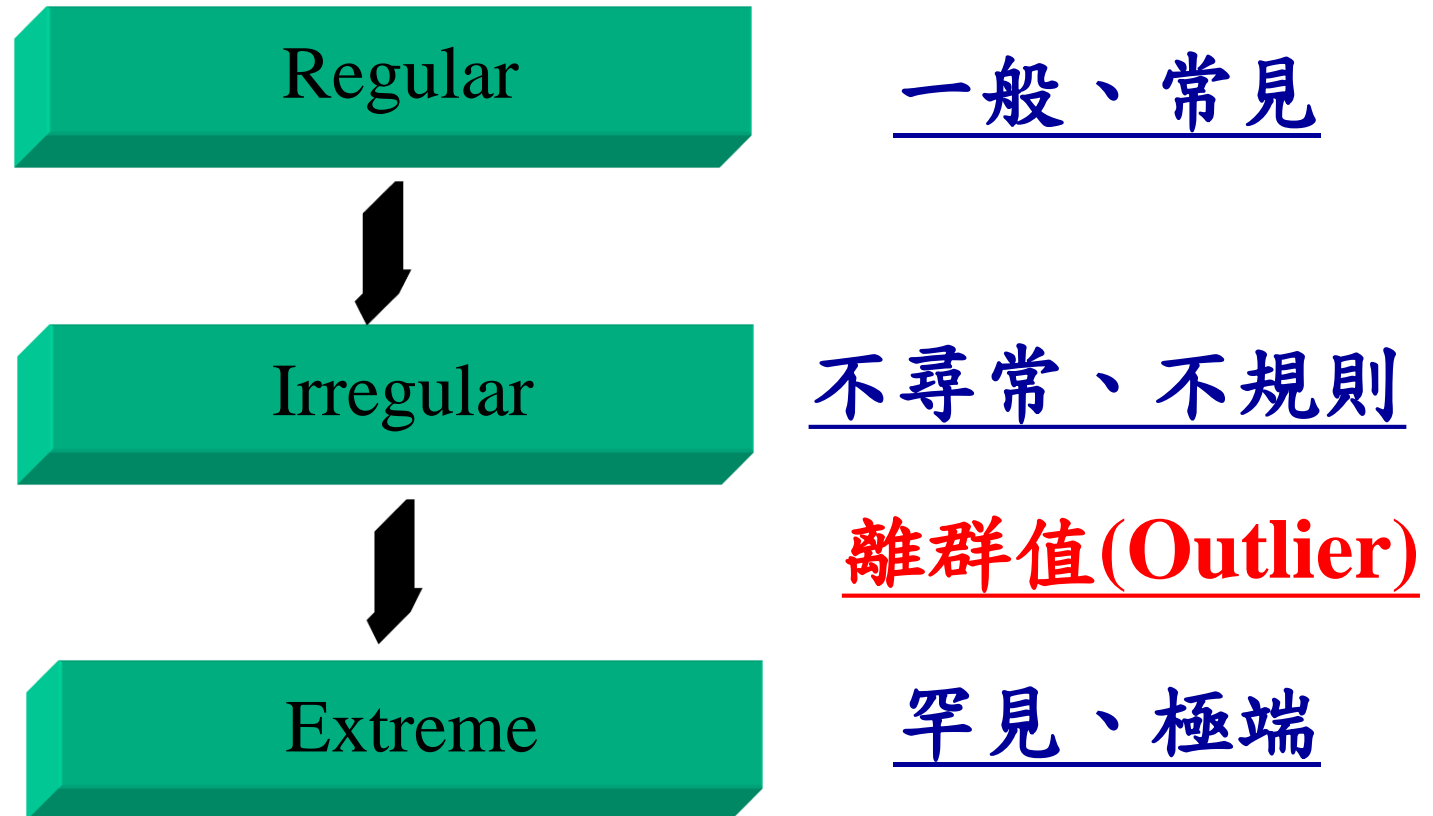 Regular
一般、常見
Irregular
不尋常、不規則
離群值(Outlier)
Extreme
罕見、極端